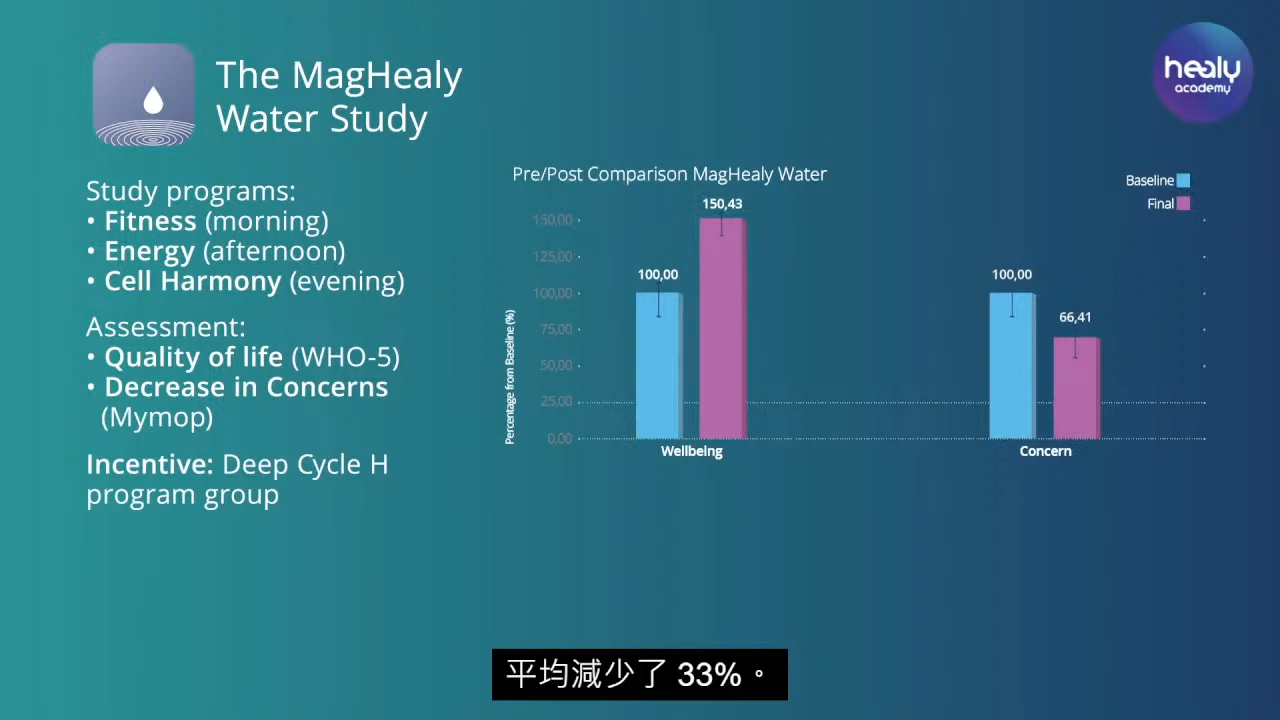 The MagHealy
Water Study
healy
academy
Study programs:
• Fitness (morning)
• Energy (afternoon)
• Cell Harmony (evening)
Assessment:
• Quality of life (WHO-5)
• Decrease in Concerns
(Mymop)
Incentive: Deep Cycle H
program group
Pre/Post Comparison MagHealy Water
Baseline
Final
Percentage from Baseline (%)
150,00
125,00
100,00
75,00
50,00
25,00
0,00
100,00
150,43
100,00
66,41
Wellbeing
Concern
平均減少了 33%。